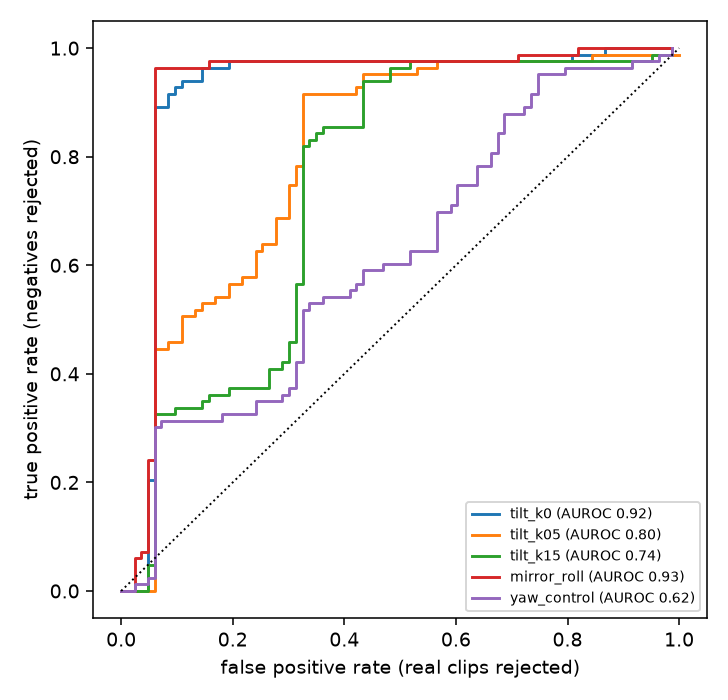 1.0
0.8
0.6
0.4
0.2
0.0
true positive rate (negatives rejected)
tilt_k0 (AUROC 0.92)
tilt_k05 (AUROC 0.80)
tilt_k15 (AUROC 0.74)
mirror_roll (AUROC 0.93)
yaw_control (AUROC 0.62)
0.0 0.2 0.4 0.6 0.8 1.0
false positive rate (real clips rejected)